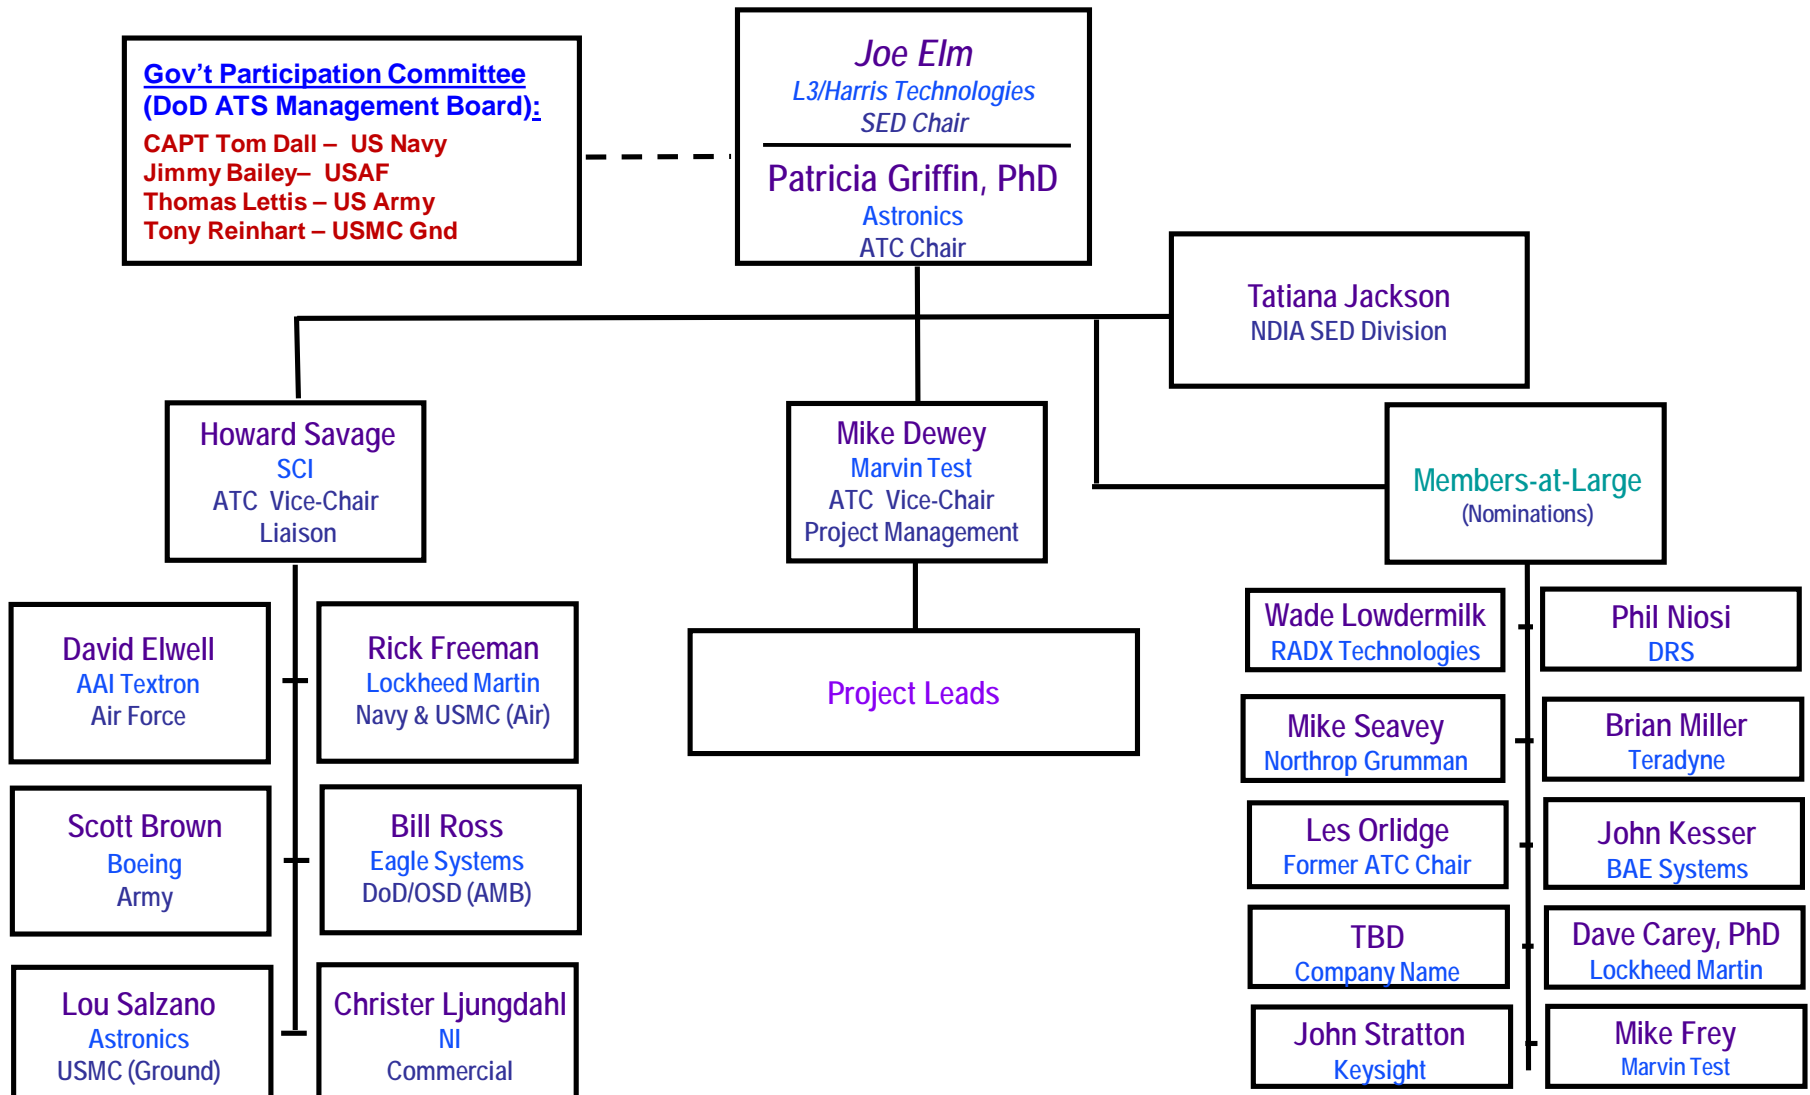 Gov't Participation Committee
(DoD ATS Management Board):
CAPT Tom Dall – US Navy
Jimmy Bailey– USAF
Thomas Lettis – US Army
Tony Reinhart – USMC Gnd
Joe Elm
L3/Harris Technologies
SED Chair
Patricia Griffin, PhD
Astronics
ATC Chair
Tatiana Jackson
NDIA SED Division
Howard Savage
SCI
ATC Vice-Chair
Liaison
Mike Dewey
Marvin Test
ATC Vice-Chair
Project Management
Members-at-Large
(Nominations)
David Elwell
AAI Textron
Air Force
Rick Freeman
Lockheed Martin
Navy & USMC (Air)
Scott Brown
Boeing
Army
Bill Ross
Eagle Systems
DoD/OSD (AMB)
Lou Salzano
Astronics
USMC (Ground)
Christer Ljungdahl
NI
Commercial
Project Leads
Wade Lowdermilk
RADX Technologies
Phil Niosi
DRS
Mike Seavey
Northrop Grumman
Brian Miller
Teradyne
Les Orlidge
Former ATC Chair
John Kesser
BAE Systems
TBD
Company Name
Dave Carey, PhD
Lockheed Martin
John Stratton
Keysight
Mike Frey
Marvin Test